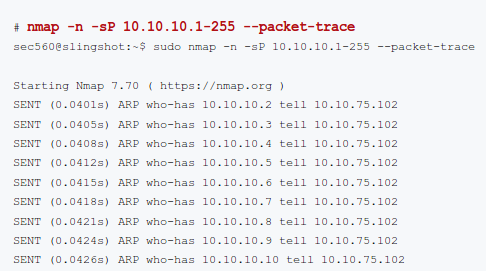 # nmap -n -sP 10.10.10.1-255 --packet-trace
sec560@slingshot:~$ sudo nmap -n -sP 10.10.10.1-255 --packet-trace
Starting Nmap 7.70 ( https://nmap.org )
SENT (0.0401s) ARP who-has 10.10.10.2 tell 10.10.75.102
SENT (0.0405s) ARP who-has 10.10.10.3 tell 10.10.75.102
SENT (0.0408s) ARP who-has 10.10.10.4 tell 10.10.75.102
SENT (0.0412s) ARP who-has 10.10.10.5 tell 10.10.75.102
SENT (0.0415s) ARP who-has 10.10.10.6 tell 10.10.75.102
SENT (0.0418s) ARP who-has 10.10.10.7 tell 10.10.75.102
SENT (0.0421s) ARP who-has 10.10.10.8 tell 10.10.75.102
SENT (0.0424s) ARP who-has 10.10.10.9 tell 10.10.75.102
SENT (0.0426s) ARP who-has 10.10.10.10 tell 10.10.75.102